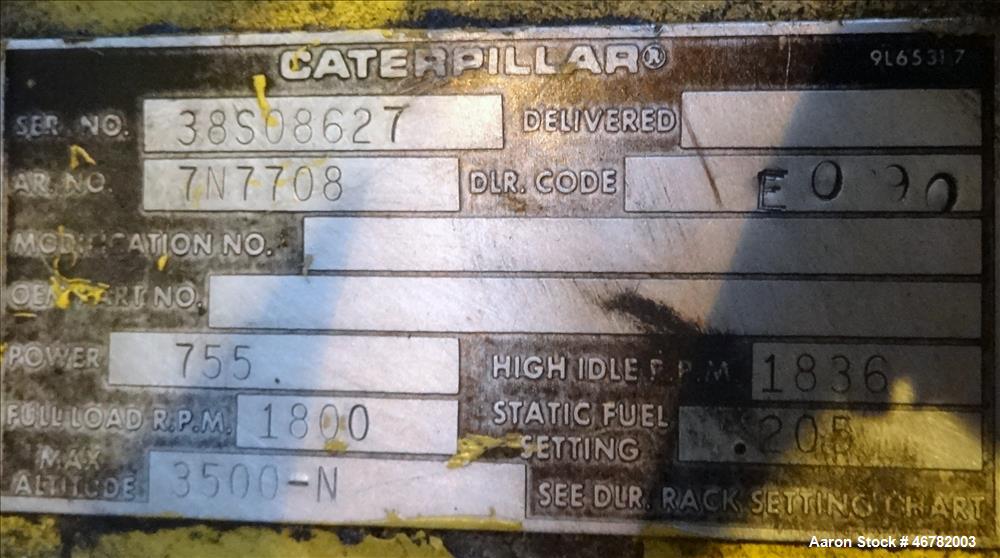 CATERPILLAR® 9L6531 7
SER. NO. 38S08627 DELIVERED
AR. NO. 7N7708 DLR. CODE E090
MODIFICATION NO.
OEM PART NO.
POWER 755 HIGH IDLE R.P.M. 1836
FULL LOAD R.P.M. 1800 STATIC FUEL SETTING .205
MAX ALTITUDE 3500-N SEE DLR. RACK SETTING CHART
Aaron Stock # 46782003